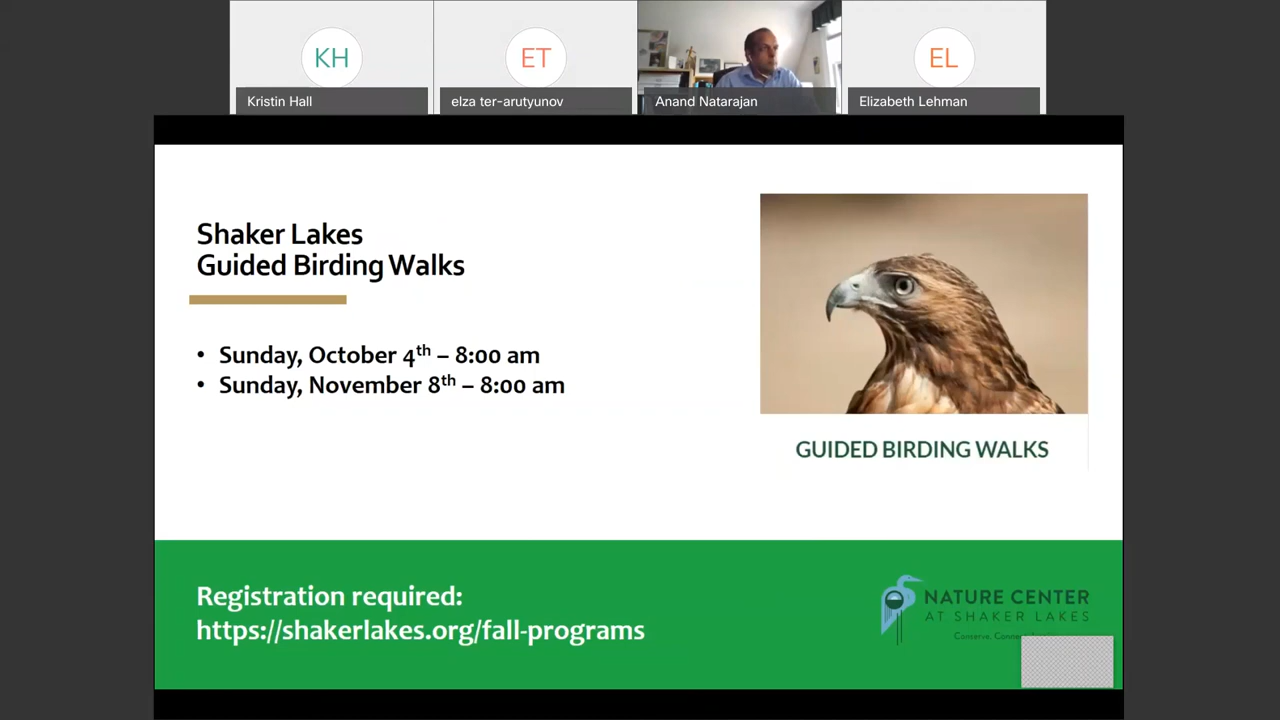 KH
ET
EL
Kristin Hall
elza ter-arutyunov
Anand Natarajan
Elizabeth Lehman
Shaker Lakes
Guided Birding Walks
• Sunday, October 4th – 8:00 am
• Sunday, November 8th – 8:00 am
GUIDED BIRDING WALKS
Registration required:
https://shakerlakes.org/fall-programs
NATURE CENTER
AT SHAKER LAKES
Conserve.